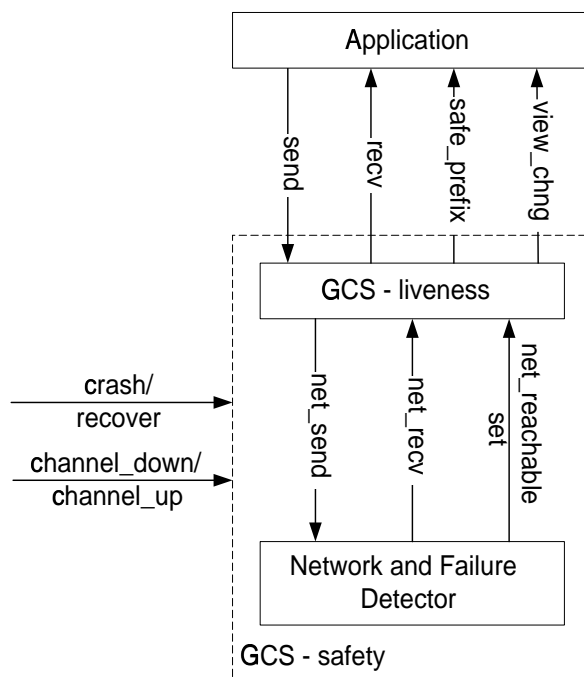 Application
send
recv
safe_prefix
view_chng
GCS - liveness
crash/
recover
channel_down/
channel_up
net_send
net_recv
net_reachable
set
Network and Failure
Detector
GCS - safety